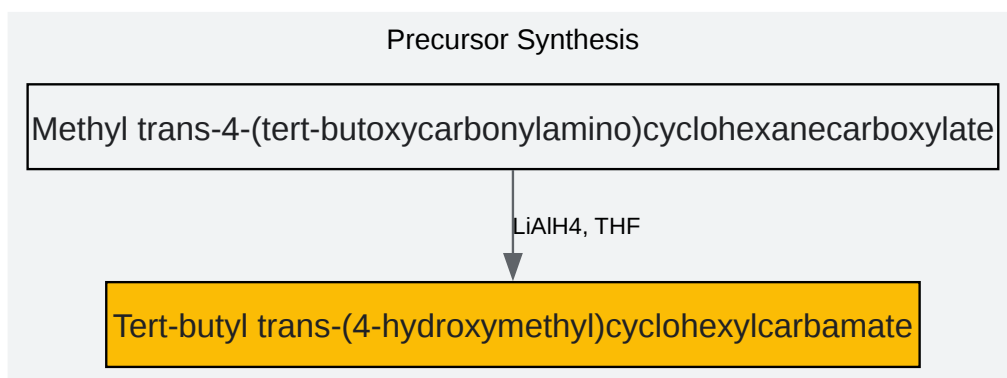 Precursor Synthesis
Methyl trans-4-(tert-butoxycarbonylamino)cyclohexanecarboxylate
LiAlH4, THF
Tert-butyl trans-(4-hydroxymethyl)cyclohexylcarbamate